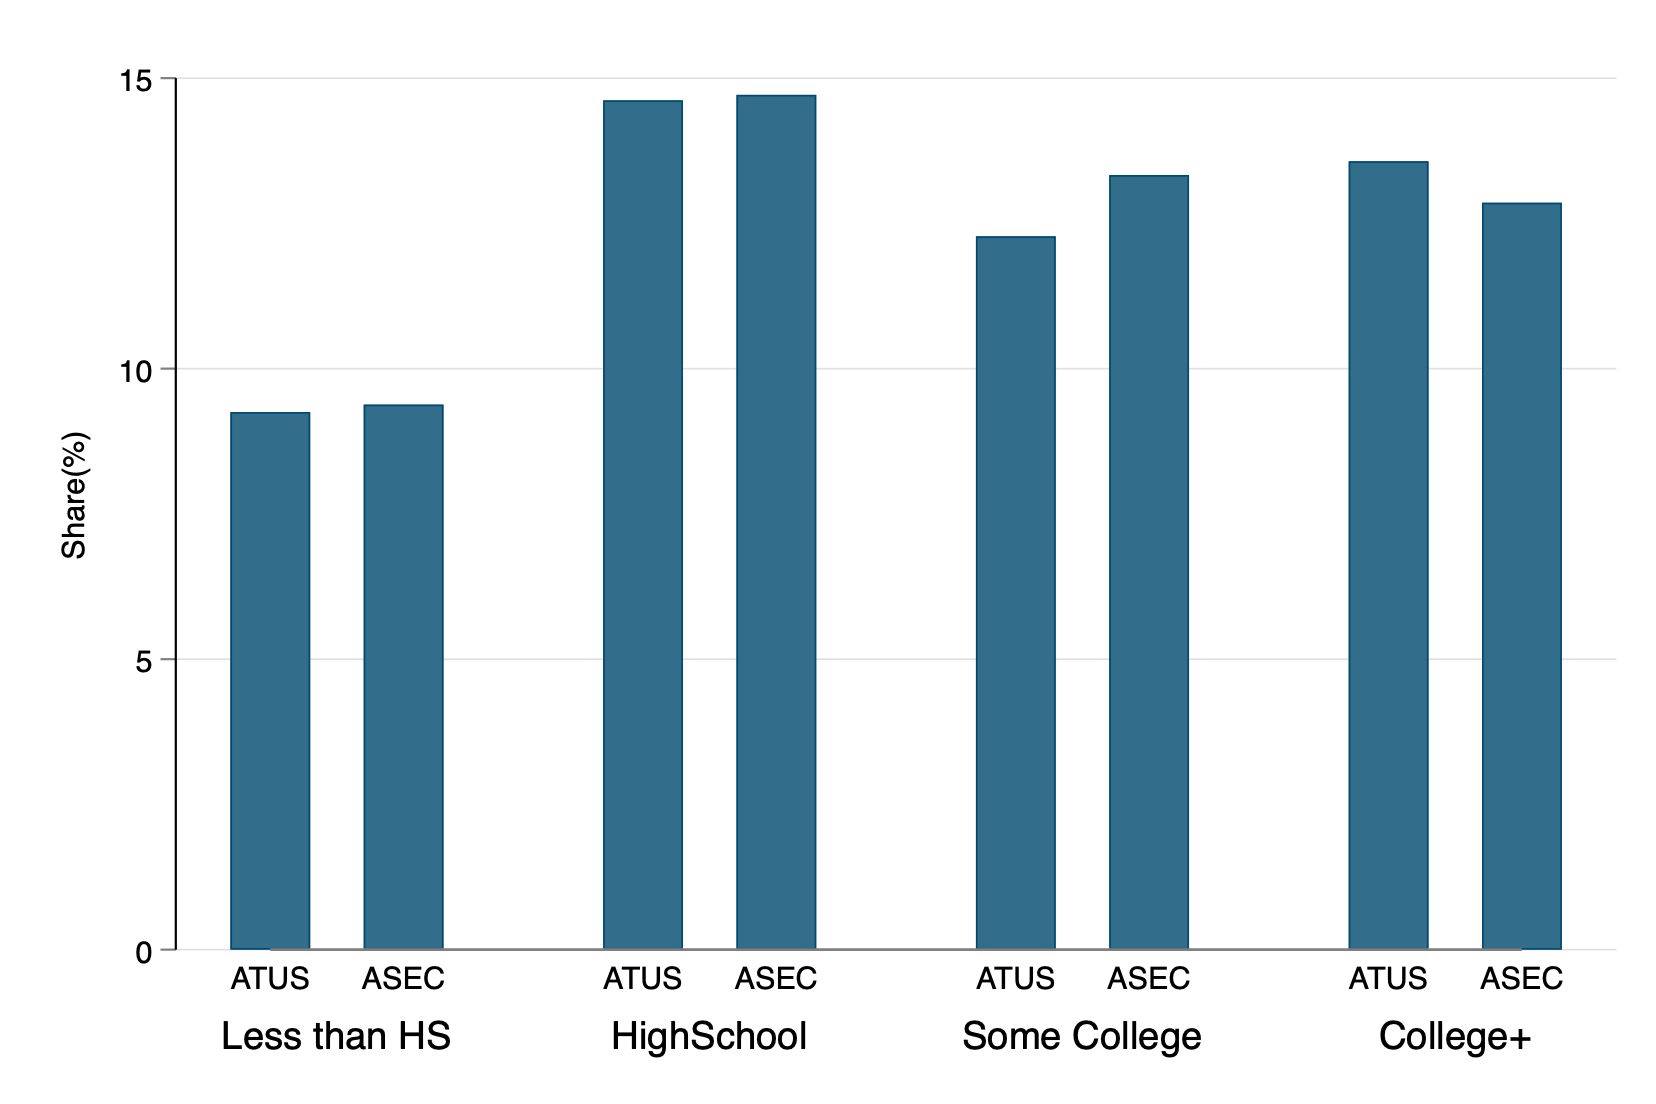 Share(%)
15
10
5
0
ATUS ASEC ATUS ASEC ATUS ASEC ATUS ASEC
Less than HS HighSchool Some College College+